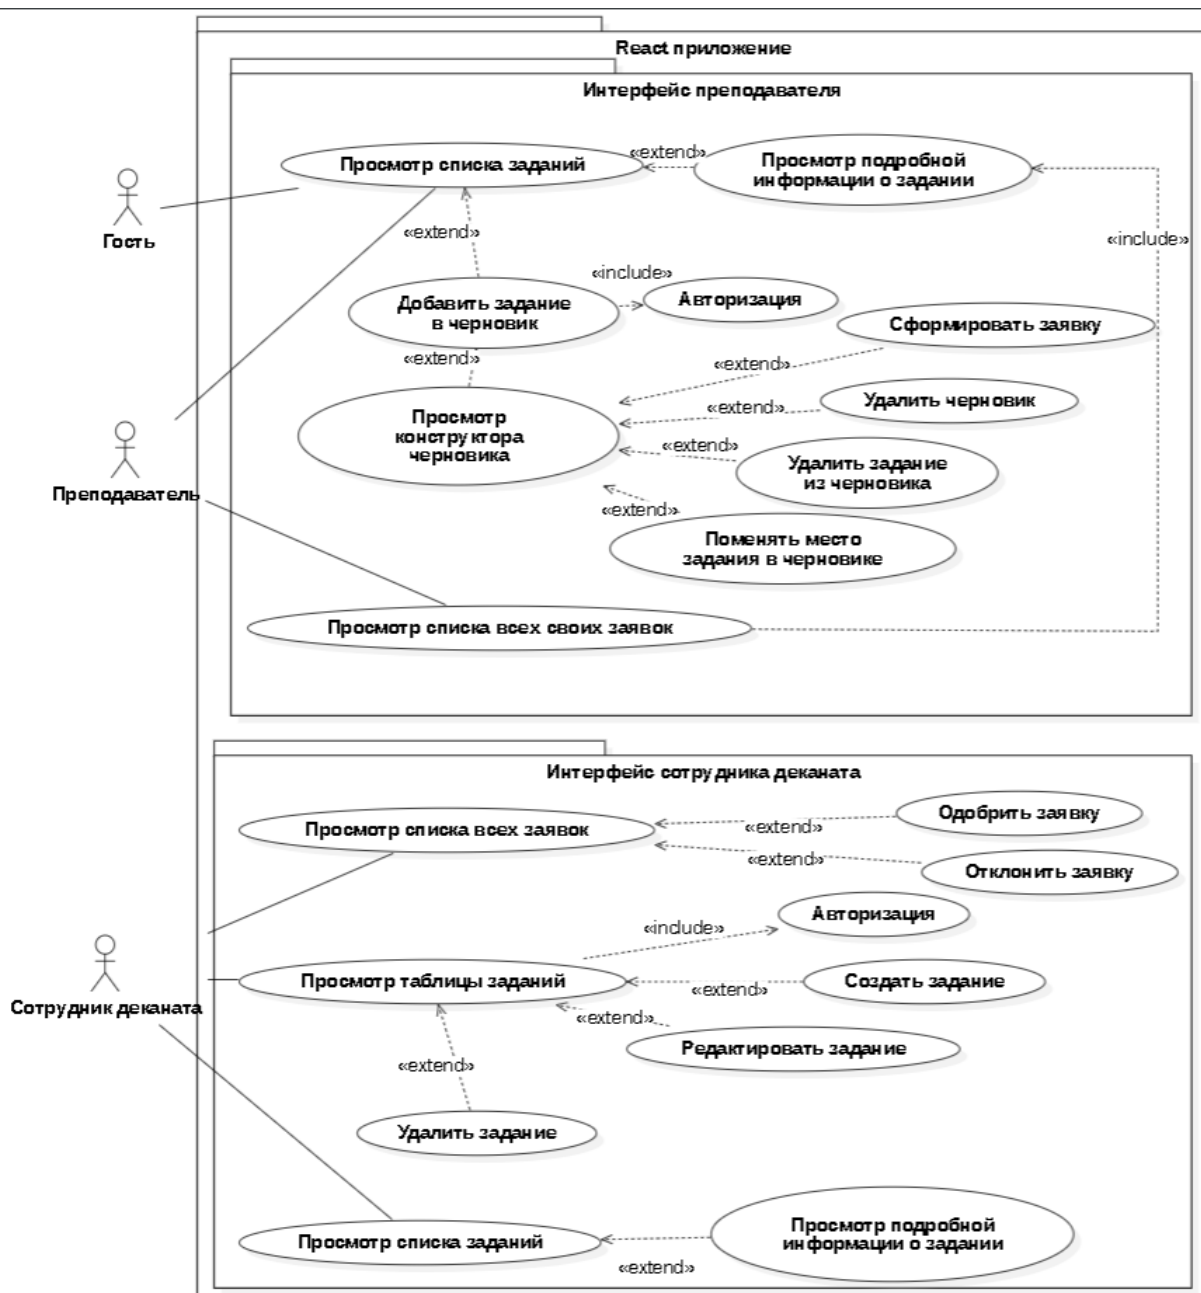 React приложение
Интерфейс преподавателя
Просмотр списка заданий
«extend»
Просмотр подробной
информации о задании
Гость
«extend»
«include»
«include»
Добавить задание
в черновик
Авторизация
Сформировать заявку
«extend»
«extend»
Удалить черновик
«extend»
Просмотр
конструктора
черновика
«extend»
Удалить задание
из черновика
Преподаватель
«extend»
Поменять место
задания в черновике
Просмотр списка всех своих заявок
Интерфейс сотрудника деканата
Просмотр списка всех заявок
«extend»
Одобрить заявку
«extend»
Отклонить заявку
Авторизация
«include»
Просмотр таблицы заданий
«extend»
Создать задание
Сотрудник деканата
«extend»
Редактировать задание
«extend»
Удалить задание
Просмотр списка заданий
Просмотр подробной
информации о задании
«extend»